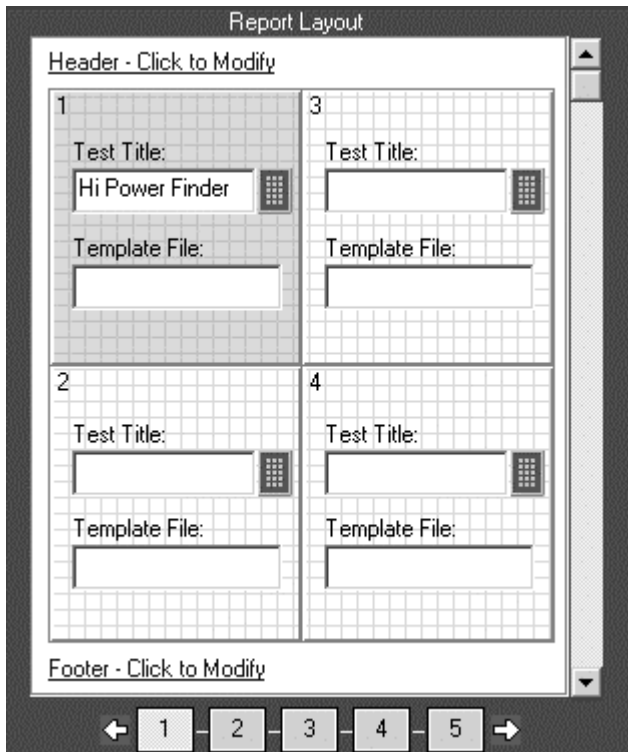 Report Layout
Header - Click to Modify
1
Test Title:
Hi Power Finder
Template File:
3
Test Title:
Template File:
2
Test Title:
Template File:
4
Test Title:
Template File:
Footer - Click to Modify
1 - 2 - 3 - 4 - 5